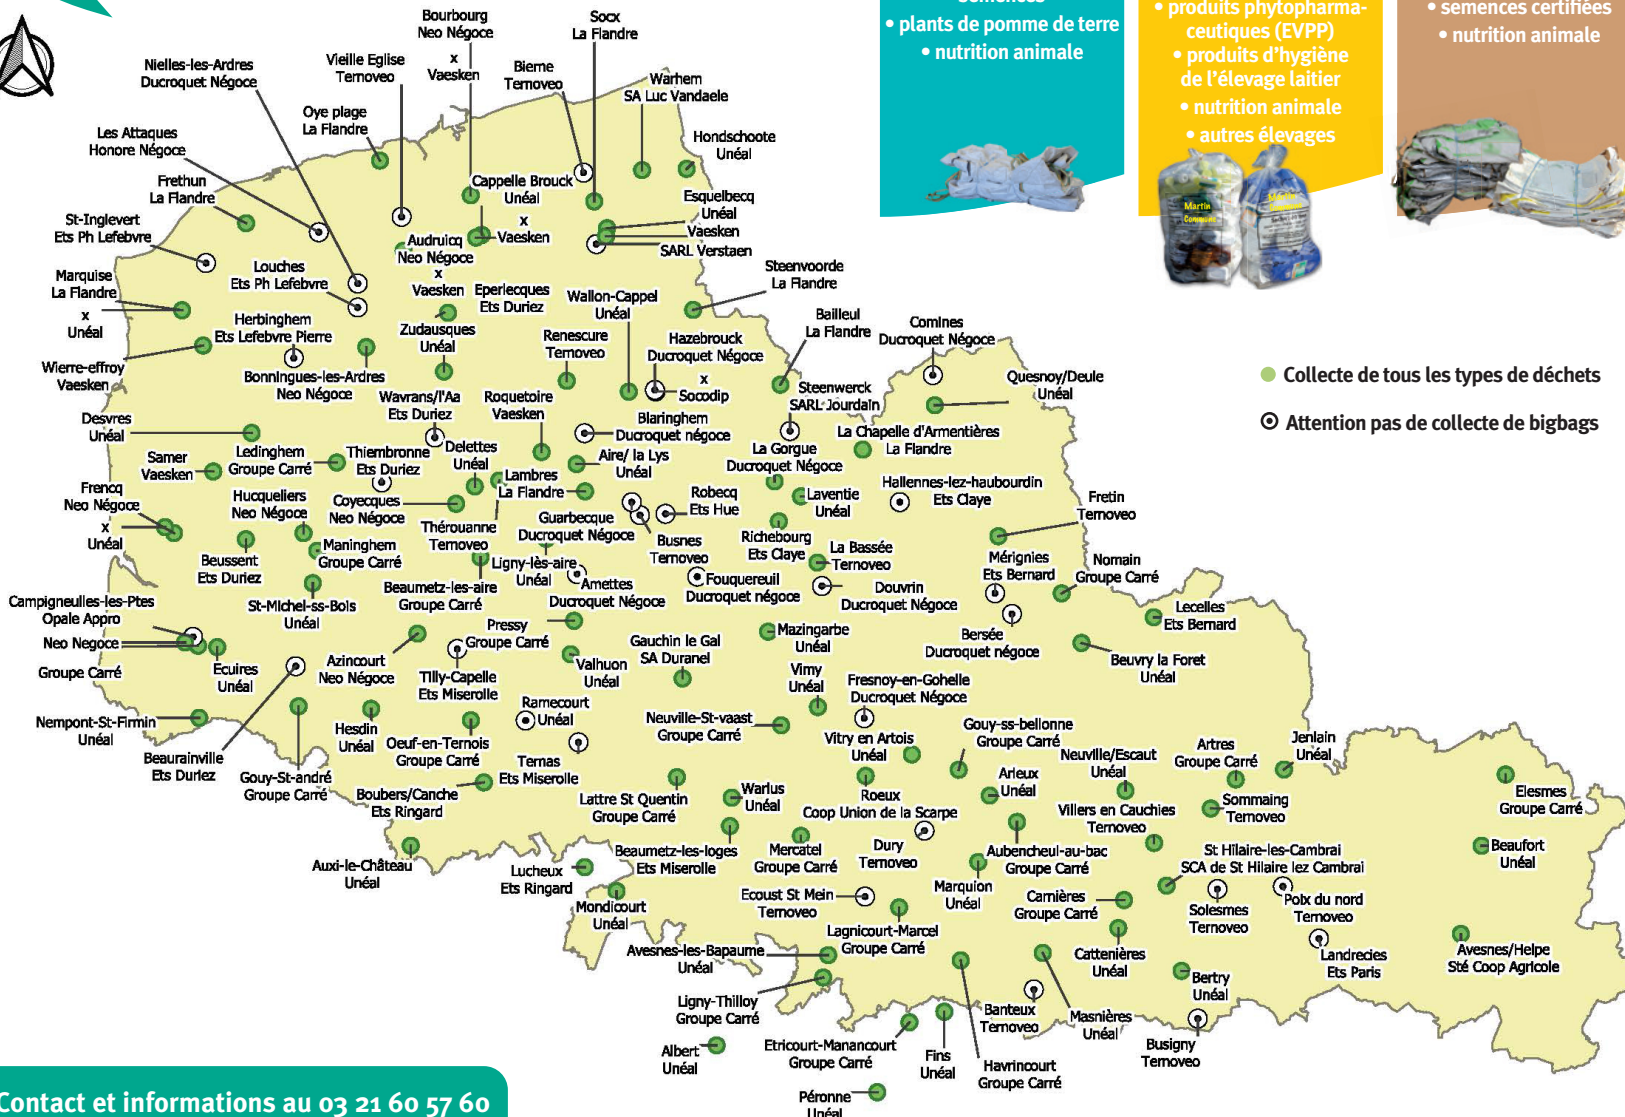 semences
• plants de pomme de terre
• nutrition animale
• produits phytopharma-
ceutiques (EVPP)
• produits d'hygiène
de l'élevage laitier
• nutrition animale
• autres élevages
• semences certifiées
• nutrition animale
Martin
Martin
Bourbourg
Neo Négoce
x
Vaesken
Socx
La Flandre
Vieille Eglise
Ternoveo
Bierne
Ternoveo
Nielles-les-Ardres
Ducroquet Négoce
Warhem
SA Luc Vandaele
Oye plage
La Flandre
Les Attaques
Honore Négoce
Hondschoote
Unéal
Frethun
La Flandre
Cappelle Brouck
Unéal
x
Vaesken
Esquelbecq
Unéal
Vaesken
SARL Verstaen
St-Inglevert
Ets Ph Lefebvre
Audruicq
Neo Négoce
x
Vaesken
Louches
Ets Ph Lefebvre
Steenvoorde
La Flandre
Marquise
La Flandre
x
Unéal
Eperlecques
Ets Duriez
Wallon-Cappel
Unéal
Herbinghem
Ets Lefebvre Pierre
Zudausques
Unéal
Renescure
Ternoveo
Hazebrouck
Ducroquet Négoce
x
Socodip
Bailleul
La Flandre
Comines
Ducroquet Négoce
Wierre-effroy
Vaesken
Bonningues-les-Ardres
Neo Négoce
Wavrans/l'Aa
Ets Duriez
Roquetoire
Vaesken
Steenwerck
SARL Jourdain
Quesnoy/Deule
Unéal
● Collecte de tous les types de déchets
Attention pas de collecte de bigbags
Desvres
Unéal
Blaringhem
Ducroquet négoce
La Chapelle d'Armentières
La Flandre
Ledinghem
Groupe Carré
Thiembronne
Ets Duriez
Delettes
Unéal
Aire/ la Lys
Unéal
La Gorgue
Ducroquet Négoce
Samer
Vaesken
Lambres
La Flandre
Hallennes-lez-haubourdin
Ets Claye
Frencq
Neo Négoce
x
Unéal
Hucqueliers
Neo Négoce
Coyecques
Neo Négoce
Robecq
Ets Hue
Laventie
Unéal
Fretin
Ternoveo
Thérouanne
Ternoveo
Guarbecque
Ducroquet Négoce
Busnes
Ternoveo
Richebourg
Ets Claye
Maninghem
Groupe Carré
La Bassée
Ternoveo
Beussent
Ets Duriez
Ligny-lès-aire
Unéal
Mérignies
Ets Bernard
Nomain
Groupe Carré
Beaumetz-les-aire
Groupe Carré
Amettes
Ducroquet Négoce
Fouquereuil
Ducroquet négoce
Douvrin
Ducroquet Négoce
Campigneulles-les-Ptes
Opale Appro
Neo Negoce
Groupe Carré
St-Michel-ss-Bois
Unéal
Lecelles
Ets Bernard
Pressy
Groupe Carré
Mazingarbe
Unéal
Bersée
Ducroquet négoce
Gauchin le Gal
SA Duranel
Ecuires
Unéal
Azincourt
Neo Négoce
Tilly-Capelle
Ets Miserolle
Valhuon
Unéal
Vimy
Unéal
Beuvry la Foret
Unéal
Fresnoy-en-Gohelle
Ducroquet Négoce
Ramecourt
Unéal
Nempont-St-Firmin
Unéal
Hesdin
Unéal
Neuville-St-vaast
Groupe Carré
Gouy-ss-bellonne
Groupe Carré
Oeuf-en-Ternois
Groupe Carré
Vitry en Artois
Unéal
Jenlain
Unéal
Beaurainville
Ets Duriez
Ternas
Ets Miserolle
Neuville/Escaut
Unéal
Artres
Groupe Carré
Gouy-St-andré
Groupe Carré
Arleux
Unéal
Boubers/Canche
Ets Ringard
Lattre St Quentin
Groupe Carré
Warlus
Unéal
Roeux
Coop Union de la Scarpe
Elesmes
Groupe Carré
Villers en Cauchies
Ternoveo
Sommaing
Ternoveo
Auxi-le-Château
Unéal
Beaumetz-les-loges
Ets Miserolle
Mercatel
Groupe Carré
Dury
Ternoveo
Aubencheul-au-bac
Groupe Carré
St Hilaire-les-Cambrai
SCA de St Hilaire lez Cambrai
Beaufort
Unéal
Lucheux
Ets Ringard
Marquion
Unéal
Ecoust St Mein
Ternoveo
Carnières
Groupe Carré
Mondicourt
Unéal
Solesmes
Ternoveo
Poix du nord
Ternoveo
Lagnicourt-Marcel
Groupe Carré
Avesnes-les-Bapaume
Unéal
Cattenières
Unéal
Landrecies
Ets Paris
Avesnes/Helpe
Sté Coop Agricole
Bertry
Unéal
Ligny-Thilloy
Groupe Carré
Banteux
Ternoveo
Masnières
Unéal
Albert
Unéal
Etricourt-Manancourt
Groupe Carré
Fins
Unéal
Havrincourt
Groupe Carré
Busigny
Ternoveo
Péronne
Unéal
Contact et informations au 03 21 60 57 60